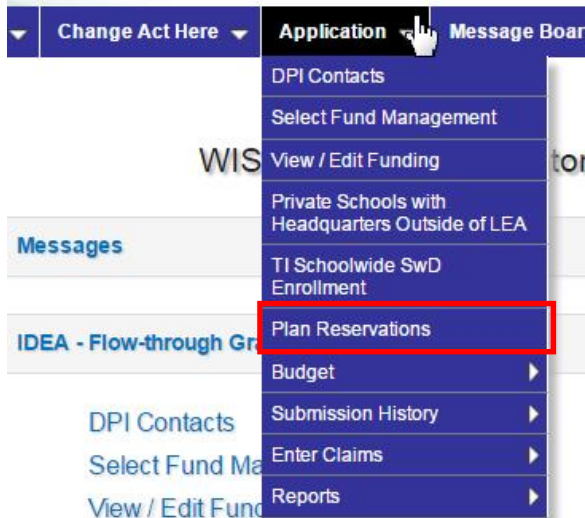 Change Act Here
Application
Message Boar
DPI Contacts
Select Fund Management
View / Edit Funding
Private Schools with
Headquarters Outside of LEA
TI Schoolwide SwD
Enrollment
Plan Reservations
Budget
Submission History
Enter Claims
Reports
WIS
tor
Messages
IDEA - Flow-through Gra
DPI Contacts
Select Fund Ma
View / Edit Fund